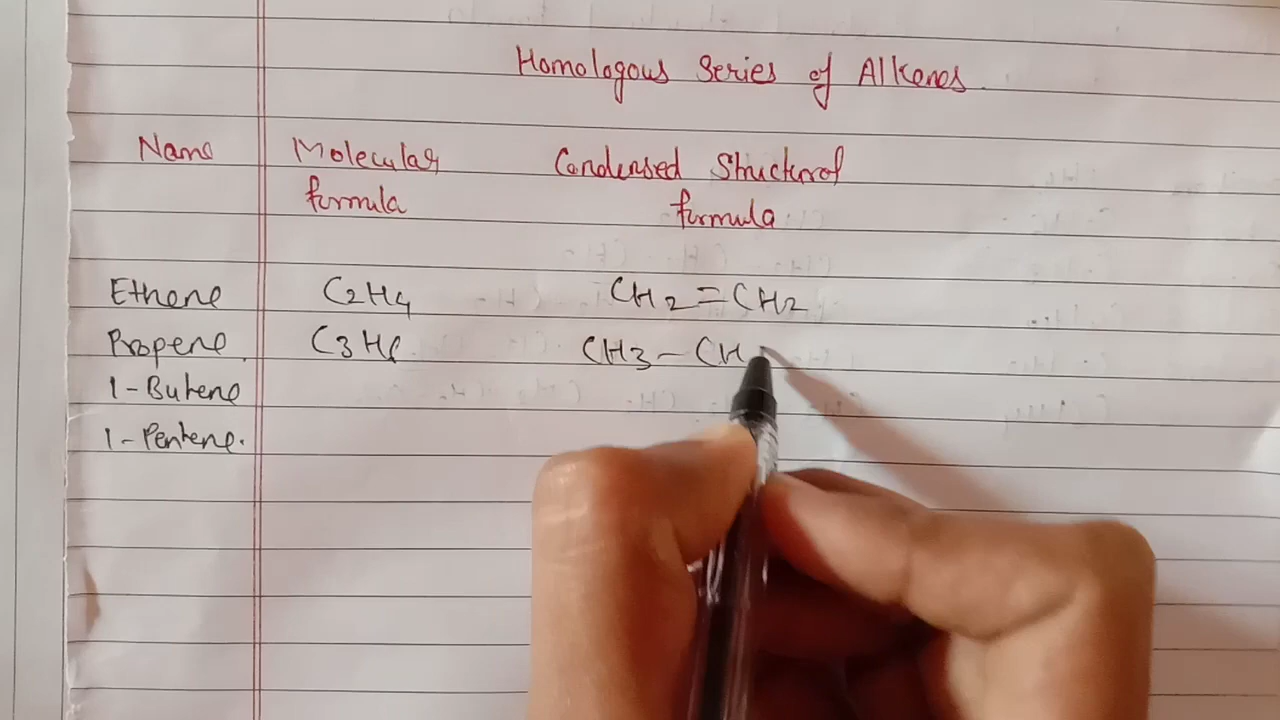 Homologous Series of Alkenes
Name Molecular Condensed Structural
formula formula
Ethene C2H4 CH2=CH2
Propene C3H6 CH3-CH
1-Butene
1-Pentene.